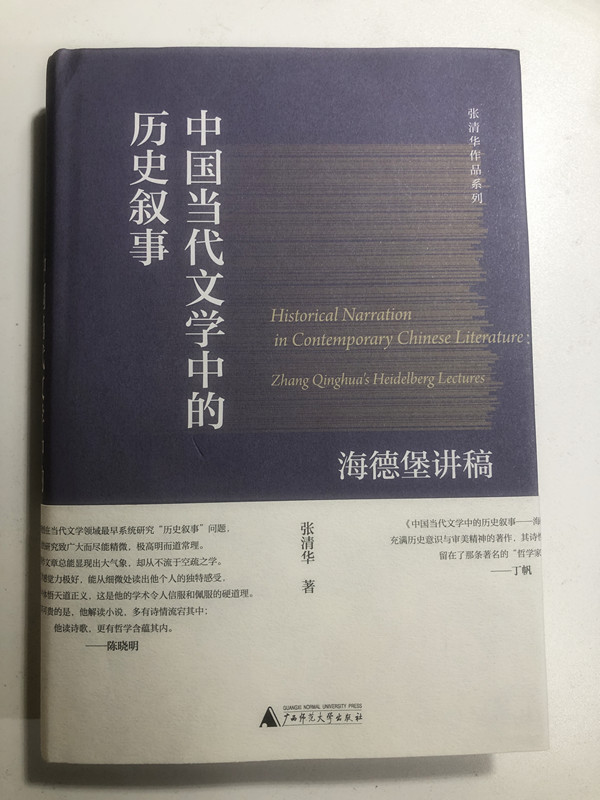 张清华作品系列
中国当代文学中的
历史叙事
Historical Narration
in Contemporary Chinese Literature:
Zhang Qinghua's Heidelberg Lectures
海德堡讲稿
张清华 著
在当代文学领域最早系统研究“历史叙事”问题，
研究致广大而尽能精微，极高明而道常理。
文章总能显现出大气象，却从不流于空疏之学。
觉力极好，能从细微处读出他个人的独特感受，
悟天道正义，这是他的学术令人信服和佩服的硬道理。
贵的是，他解读小说，多有诗情流宕其中；
他读诗歌，更有哲学含蕴其内。
——陈晓明
《中国当代文学中的历史叙事——海
充满历史意识与审美精神的著作，其诗
留在了那条著名的“哲学家
——丁帆
GUANGXI NORMAL UNIVERSITY PRESS
广西师范大学出版社